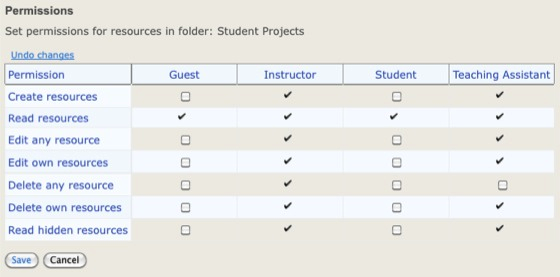 Permissions
Set permissions for resources in folder: Student Projects
Undo changes
Permission Guest Instructor Student Teaching Assistant
Create resources ✔ ✔
Read resources ✔ ✔ ✔ ✔
Edit any resource ✔ ✔
Edit own resources ✔ ✔
Delete any resource ✔
Delete own resources ✔ ✔
Read hidden resources ✔ ✔
Save Cancel